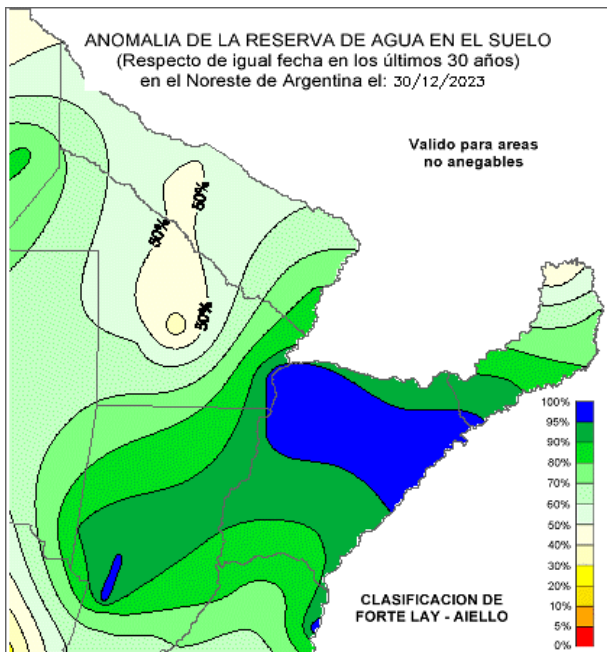 ANOMALIA DE LA RESERVA DE AGUA EN EL SUELO
(Respecto de igual fecha en los últimos 30 años)
en el Noreste de Argentina el: 30/12/2023
Valido para areas
no anegables
50%
50%
50%
100%
95%
90%
80%
70%
60%
50%
40%
30%
20%
10%
5%
0%
CLASIFICACION DE
FORTE LAY - AIELLO